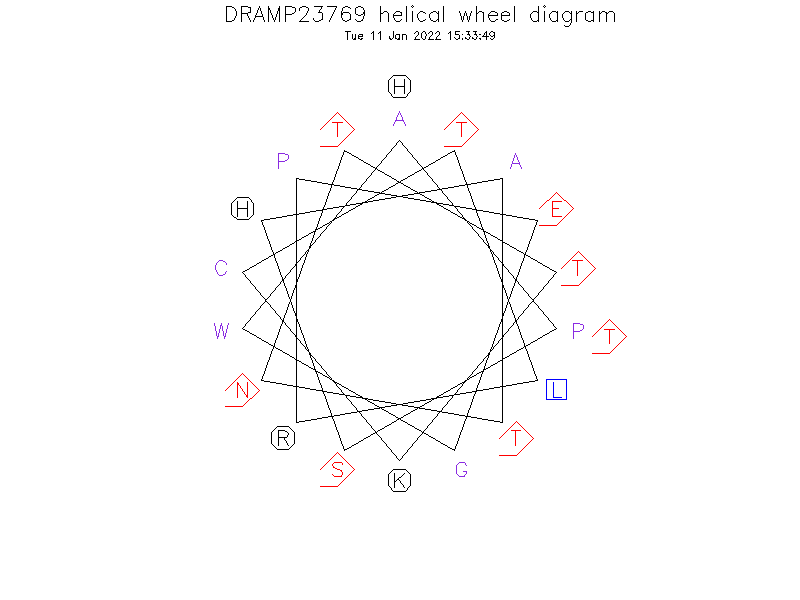 DRAMP23769 helical wheel diagram
Tue 11 Jan 2022 15:33:49
H
T A T
P A
H E
C T
W P T
N L
R T
S K G